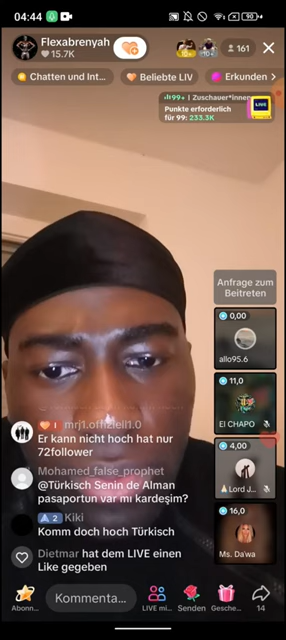 04:44
90
Flexabrenyah
15.7K
161
Chatten und Int...
Beliebte LIV
Erkunden
99+ | Zuschauer*innen
Punkte erforderlich
für 99: 233.3K
LIVE
Anfrage zum
Beitreten
0,00
allo95.6
11,0
El CHAPO
4,00
Lord J...
16,0
Ms. Da'wa
mrj1.offiziell1.0
Er kann nicht hoch hat nur
72follower
Mohamed_false_prophet
@Türkisch Senin de Alman
pasaportun var mı kardeşim?
2 Kiki
Komm doch hoch Türkisch
Dietmar hat dem LIVE einen
Like gegeben
Abonn...
Kommenta...
LIVE mi...
Senden
Gesche...
14